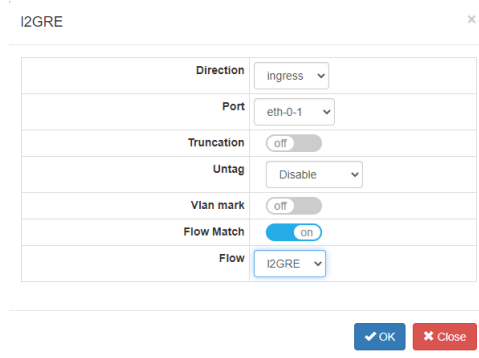 l2GRE ×
Direction ingress
Port eth-0-1
Truncation off
Untag Disable
Vlan mark off
Flow Match on
Flow l2GRE
OK Close